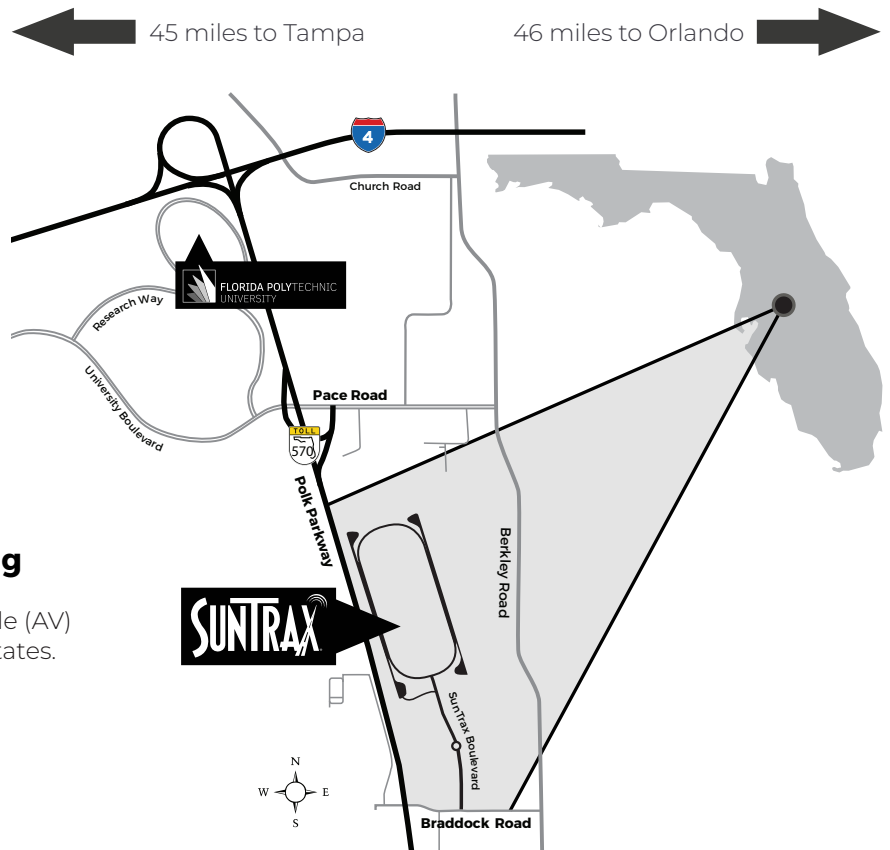 45 miles to Tampa
46 miles to Orlando
4
Church Road
FLORIDA POLYTECHNIC
UNIVERSITY
Research Way
University Boulevard
Pace Road
TOLL
570
Polk Parkway
Berkley Road
g
le (AV)
tates.
SUNTRAX
SunTrax Boulevard
N
W E
S
Braddock Road